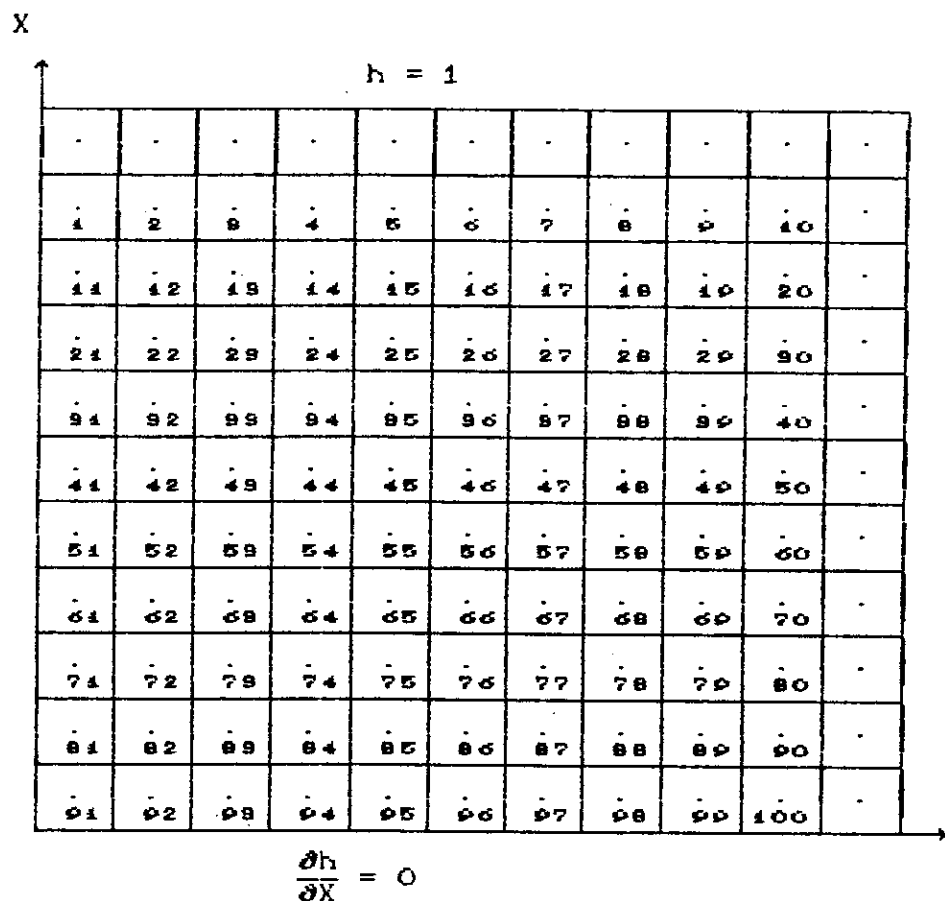 X
h = 1
1 2 3 4 5 6 7 8 9 10
11 12 13 14 15 16 17 18 19 20
21 22 23 24 25 26 27 28 29 30
31 32 33 34 35 36 37 38 39 40
41 42 43 44 45 46 47 48 49 50
51 52 53 54 55 56 57 58 59 60
61 62 63 64 65 66 67 68 69 70
71 72 73 74 75 76 77 78 79 80
81 82 83 84 85 86 87 88 89 90
91 92 93 94 95 96 97 98 99 100
∂h
∂X = 0